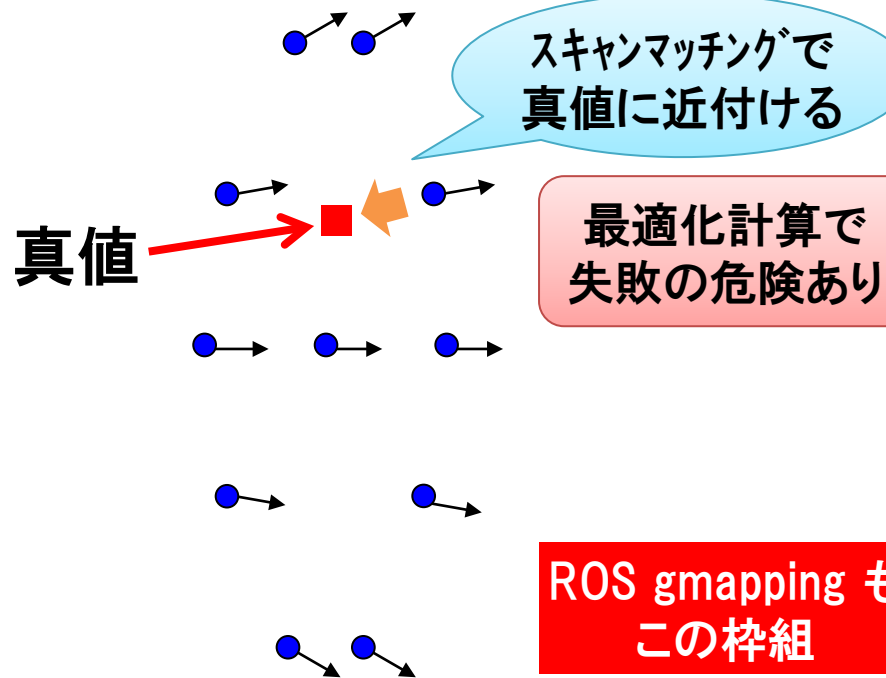 スキャンマッチングで
真値に近付ける
真値
最適化計算で
失敗の危険あり
ROS gmapping も
この枠組